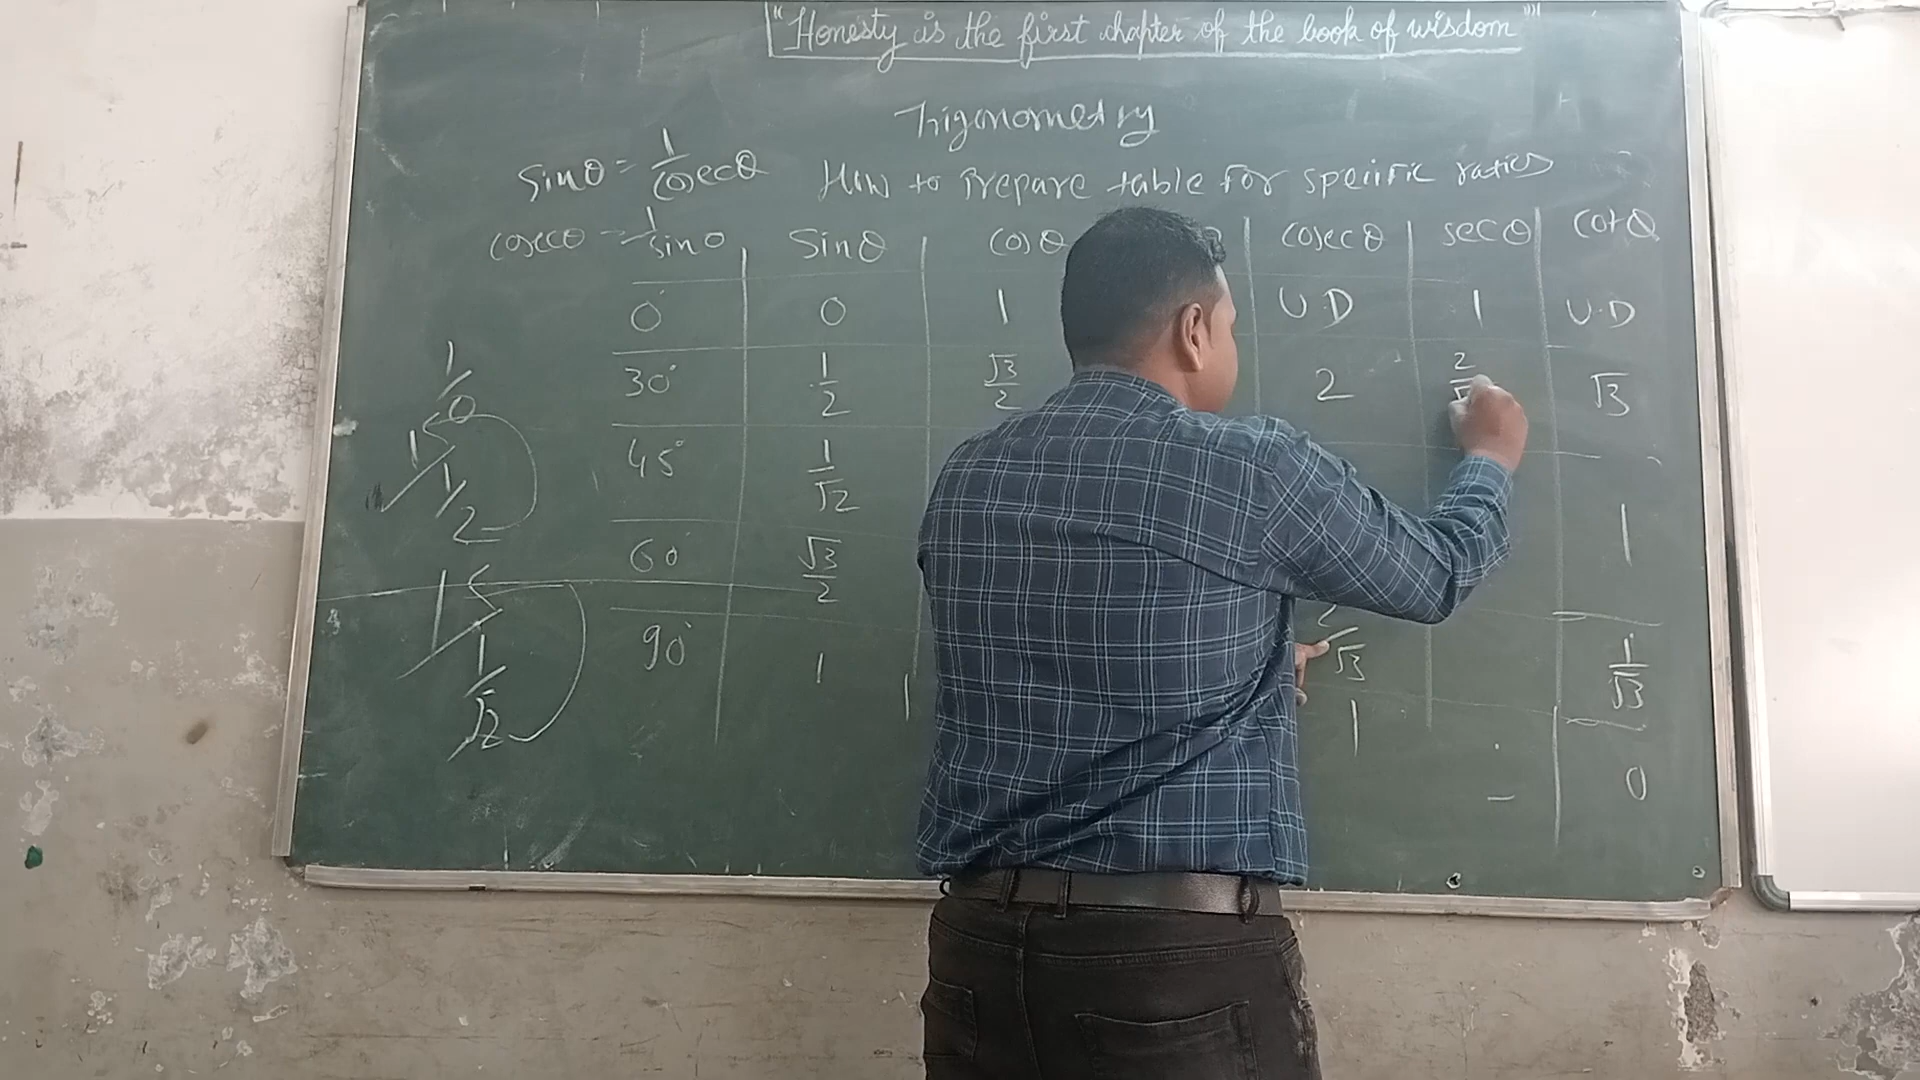 "Honesty is the first chapter of the book of wisdom"
Trigonometry
Sinθ = 1/cosecθ
How to Prepare table for specific ratios
cosecθ = 1/sinθ
Sinθ cosθ cosecθ secθ cotθ
0° 0 1 U.D 1 U.D
30° 1/2 √3/2 2 2/√ √3
45° 1/√2 1
60° √3/2 2/√3 1/√3
90° 1 1 1 0
1/0
1
1/2
1
1/√2